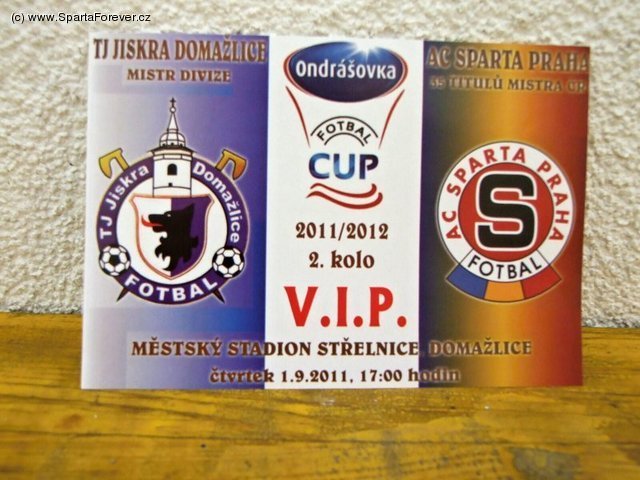 (c) www.SpartaForever.cz
TJ JISKRA DOMAŽLICE
MISTR DIVIZE
TJ Jiskra Domažlice
FOTBAL
Ondrášovka
FOTBAL
CUP
2011/2012
2. kolo
V.I.P.
AC SPARTA PRAHA
35 TITULŮ MISTRA ČR
AC SPARTA PRAHA
S
FOTBAL
MĚSTSKÝ STADION STŘELNICE, DOMAŽLICE
čtvrtek 1.9.2011, 17:00 hodin